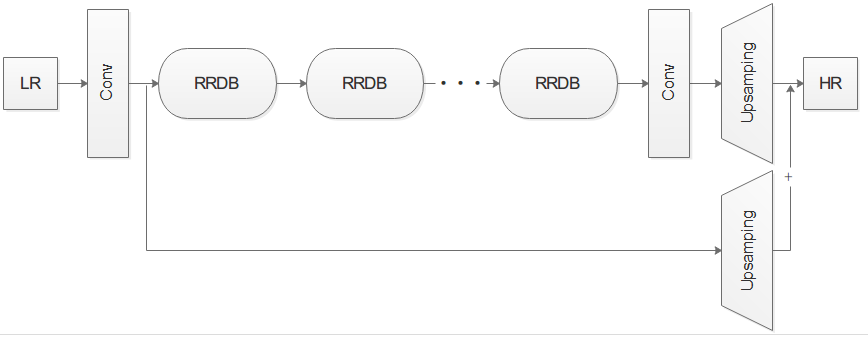 LR
Conv
RRDB
RRDB
• • •
RRDB
Conv
Upsamping
HR
+
Upsamping